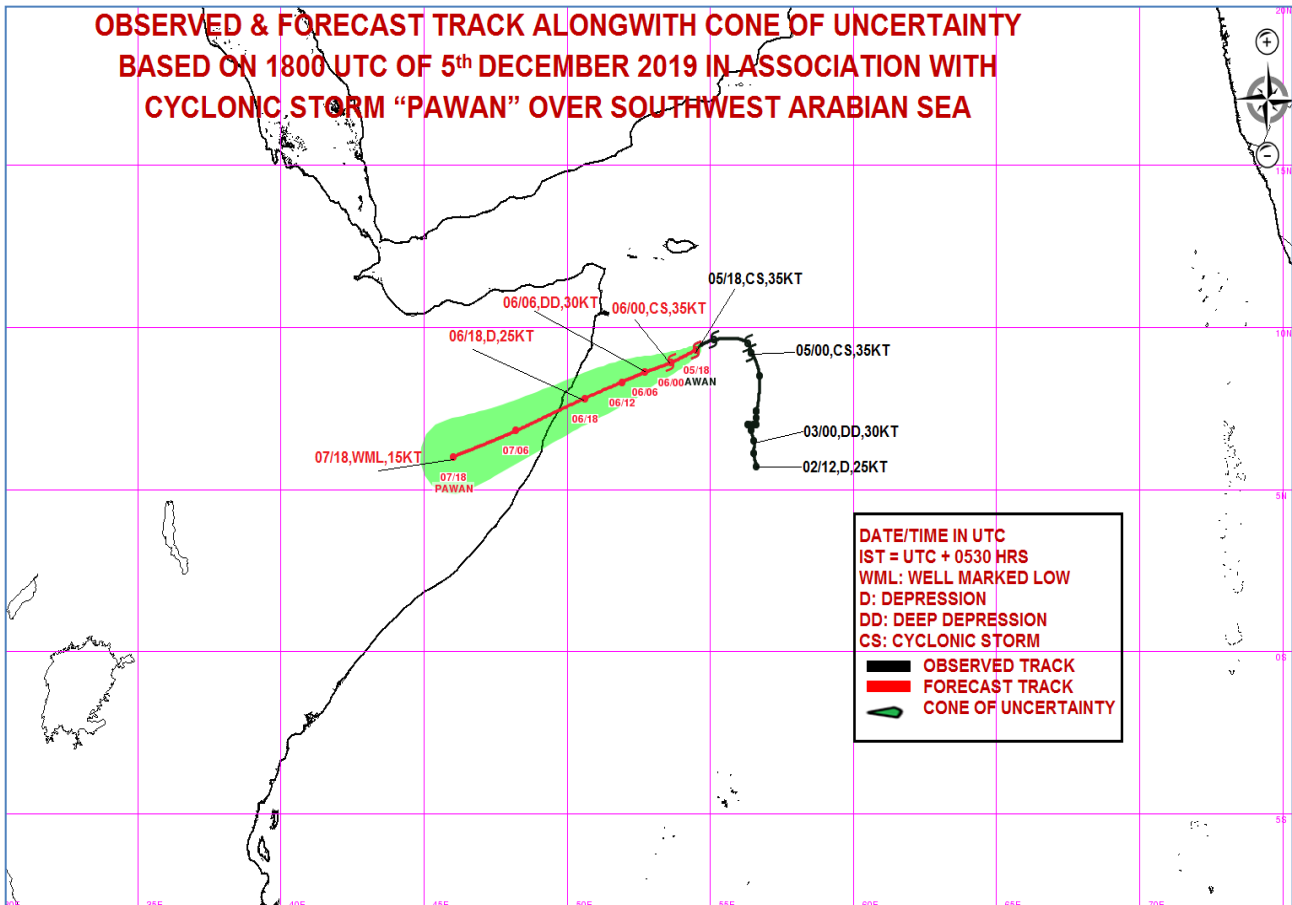 OBSERVED & FORECAST TRACK ALONGWITH CONE OF UNCERTAINTY
BASED ON 1800 UTC OF 5th DECEMBER 2019 IN ASSOCIATION WITH
CYCLONIC STORM “PAWAN” OVER SOUTHWEST ARABIAN SEA
20N
+
-
15N
05/18,CS,35KT
06/06,DD,30KT
06/00,CS,35KT
10N
06/18,D,25KT
05/00,CS,35KT
05/18
06/00
AWAN
06/06
06/12
06/18
03/00,DD,30KT
07/06
07/18,WML,15KT
02/12,D,25KT
07/18
PAWAN
5N
DATE/TIME IN UTC
IST = UTC + 0530 HRS
WML: WELL MARKED LOW
D: DEPRESSION
DD: DEEP DEPRESSION
CS: CYCLONIC STORM
OBSERVED TRACK
FORECAST TRACK
CONE OF UNCERTAINTY
0S
5S
35E
40E
45E
50E
55E
60E
65E
70E